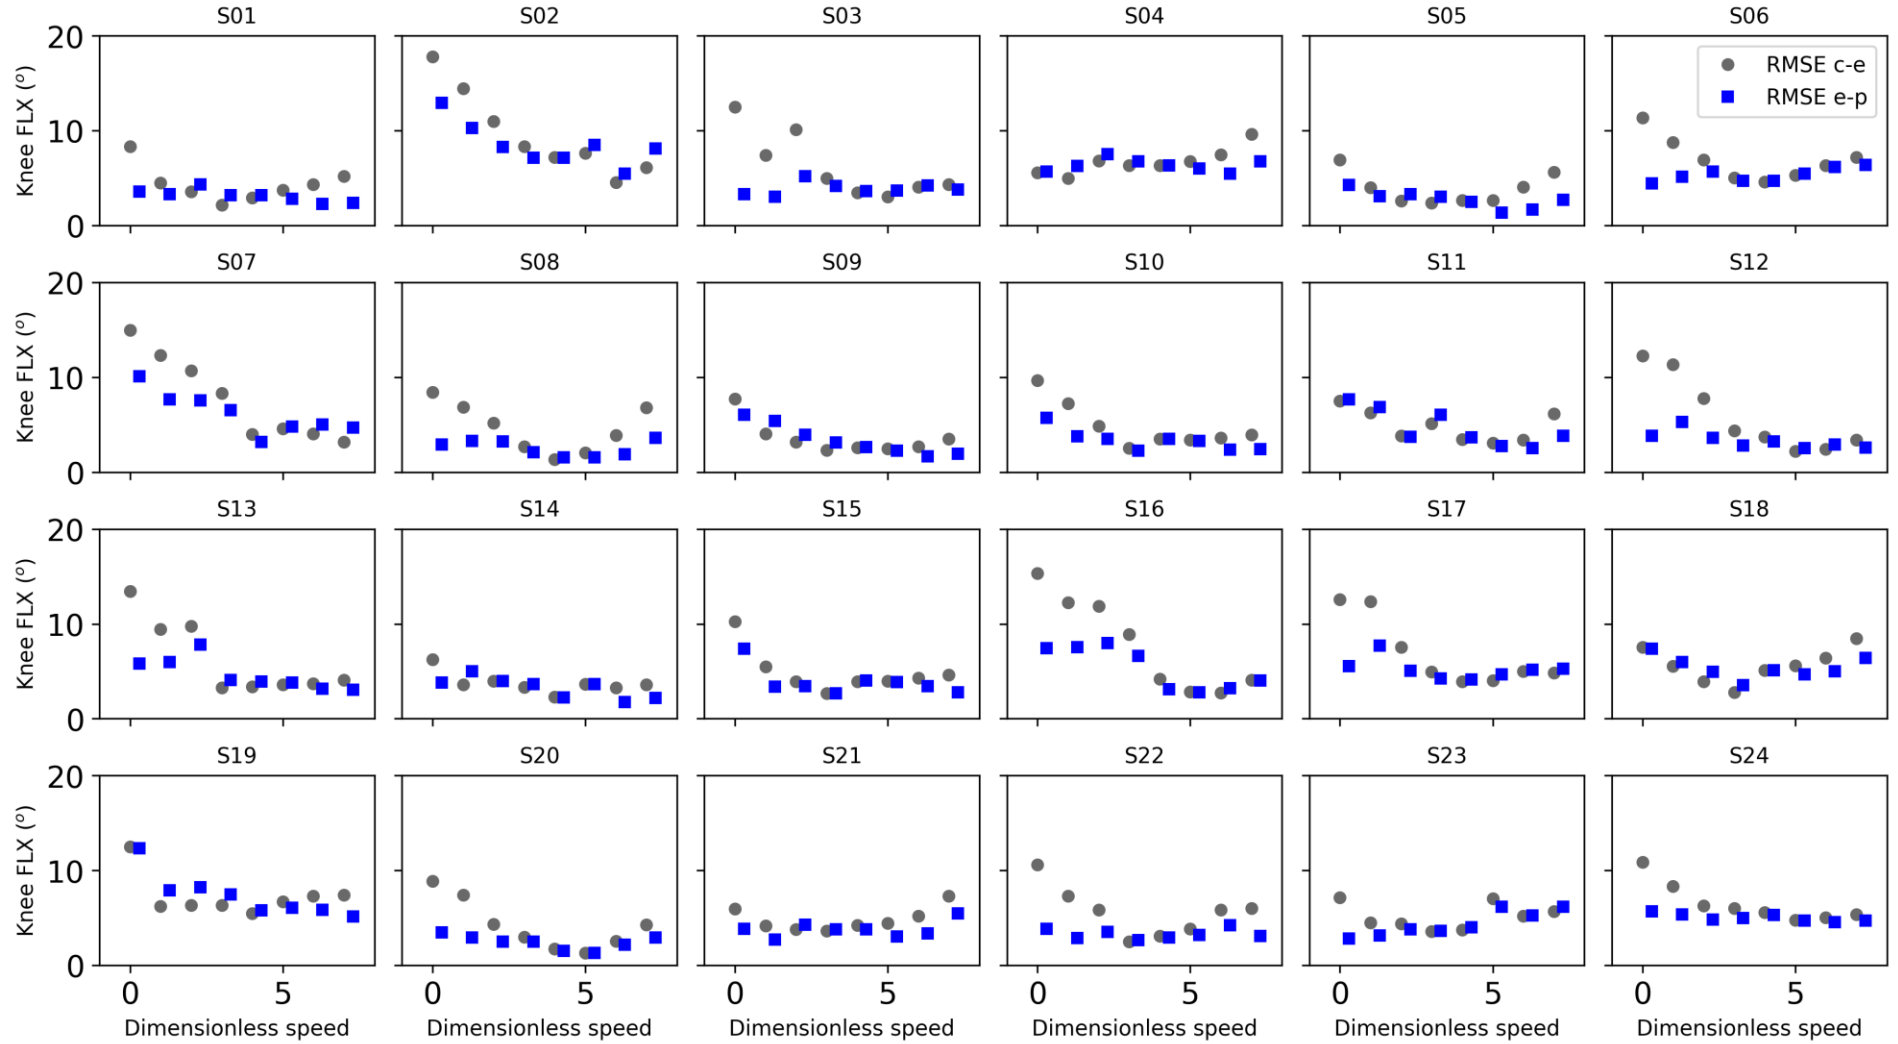 S01 S02 S03 S04 S05 S06
20
10
0
Knee FLX (°)
RMSE c-e
RMSE e-p
S07 S08 S09 S10 S11 S12
20
10
0
Knee FLX (°)
S13 S14 S15 S16 S17 S18
20
10
0
Knee FLX (°)
S19 S20 S21 S22 S23 S24
20
10
0
Knee FLX (°)
0 5 0 5 0 5 0 5 0 5 0 5
Dimensionless speed Dimensionless speed Dimensionless speed Dimensionless speed Dimensionless speed Dimensionless speed